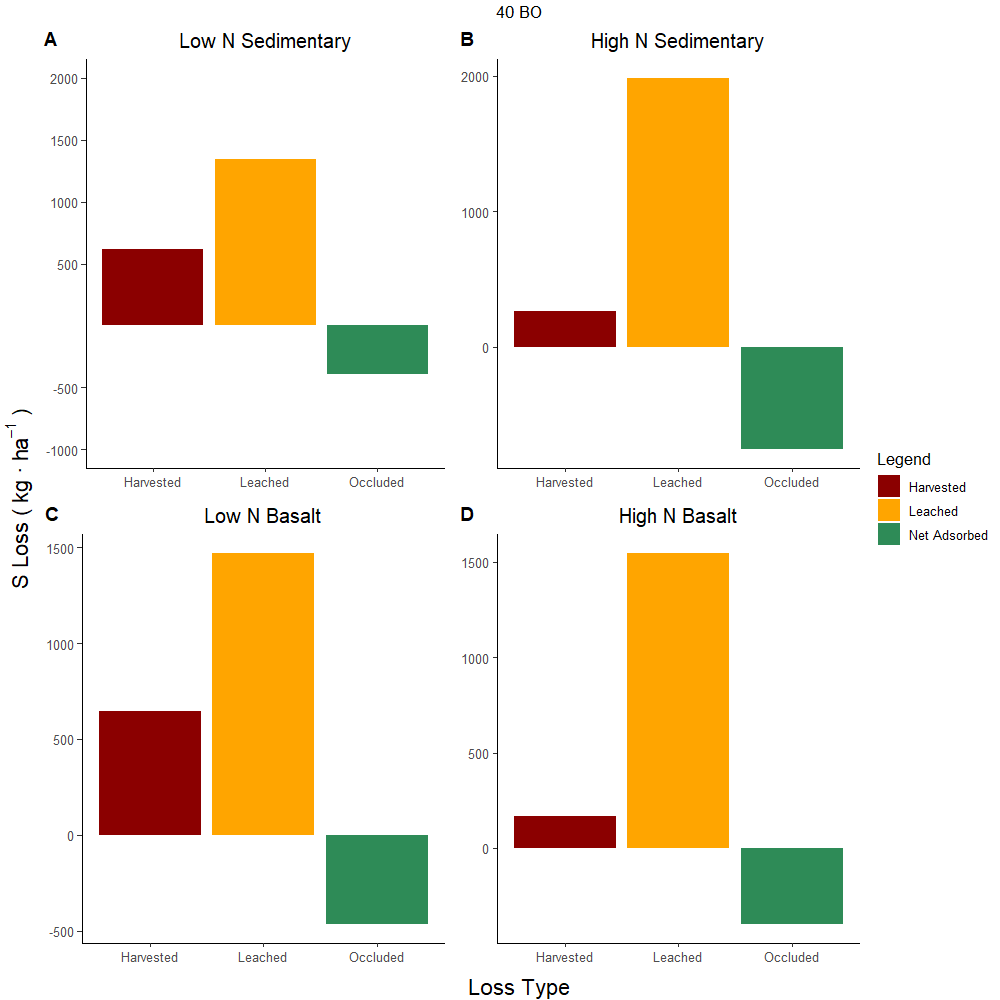 40 BO
A
Low N Sedimentary
B
High N Sedimentary
2000
1500
1000
500
-500
-1000
Harvested
Leached
Occluded
2000
1000
0
Harvested
Leached
Occluded
S Loss ( kg · ha⁻¹ )
C
Low N Basalt
D
High N Basalt
1500
1000
500
0
-500
Harvested
Leached
Occluded
1500
1000
500
0
Harvested
Leached
Occluded
Loss Type
Legend
Harvested
Leached
Net Adsorbed